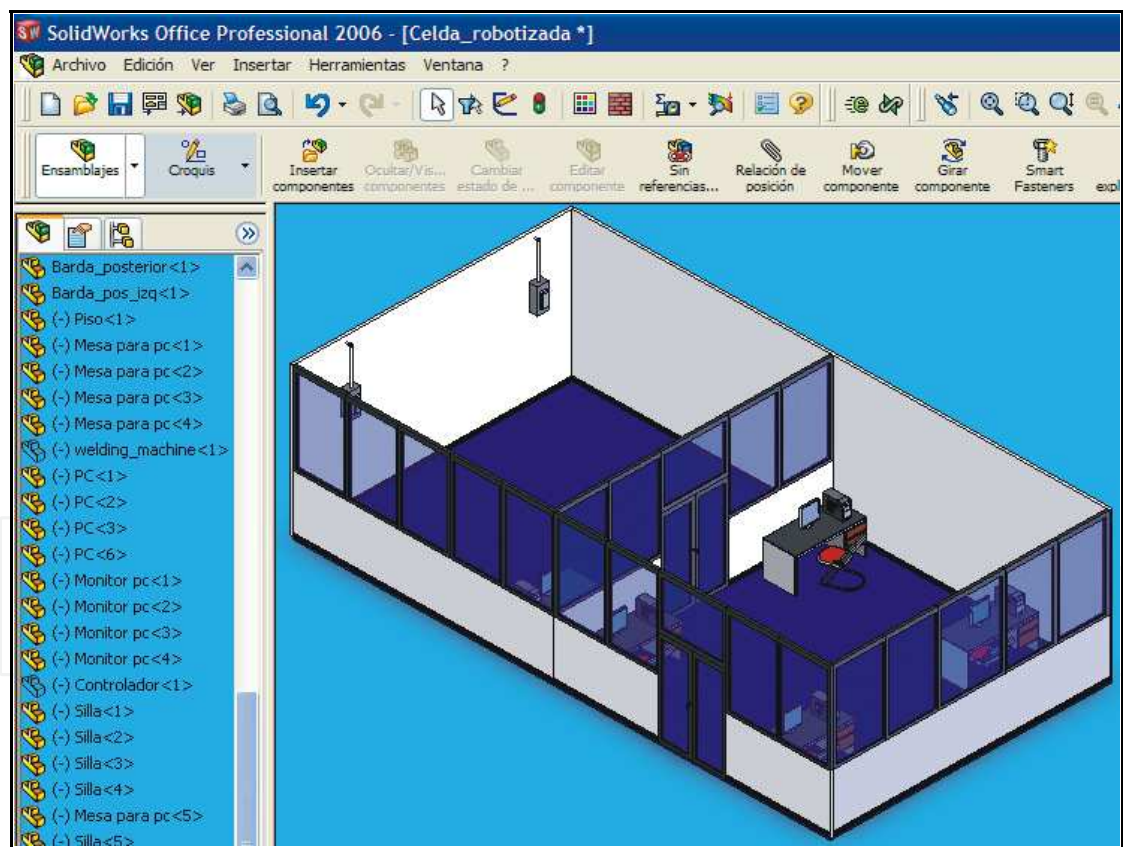 SolidWorks Office Professional 2006 - [Celda_robotizada *]
Archivo Edición Ver Insertar Herramientas Ventana ?
Ensamblajes
Croquis
Insertar componentes
Ocultar/Vis... componentes
Cambiar estado de ...
Editar componente
Sin referencias...
Relación de posición
Mover componente
Girar componente
Smart Fasteners
expl
Barda_posterior<1>
Barda_pos_izq<1>
(-) Piso<1>
(-) Mesa para pc<1>
(-) Mesa para pc<2>
(-) Mesa para pc<3>
(-) Mesa para pc<4>
(-) welding_machine<1>
(-) PC<1>
(-) PC<2>
(-) PC<3>
(-) PC<6>
(-) Monitor pc<1>
(-) Monitor pc<2>
(-) Monitor pc<3>
(-) Monitor pc<4>
(-) Controlador<1>
(-) Silla<1>
(-) Silla<2>
(-) Silla<3>
(-) Silla<4>
(-) Mesa para pc<5>
(-) Silla<5>